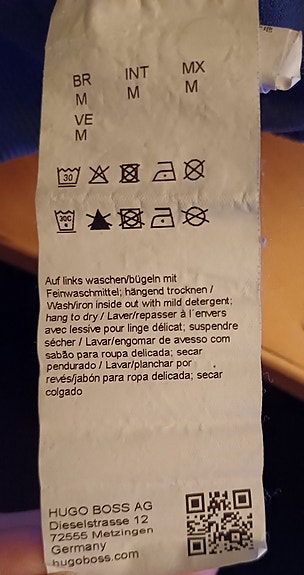 BR INT MX
M M M
VE
M
30
30C
Auf links waschen/bügeln mit
Feinwaschmittel; hängend trocknen /
Wash/iron inside out with mild detergent;
hang to dry / Laver/repasser à l'envers
avec lessive pour linge délicat; suspendre
sécher / Lavar/engomar de avesso com
sabão para roupa delicada; secar
pendurado / Lavar/planchar por
revés/jabón para ropa delicada; secar
colgado
HUGO BOSS AG
Dieselstrasse 12
72555 Metzingen
Germany
hugoboss.com